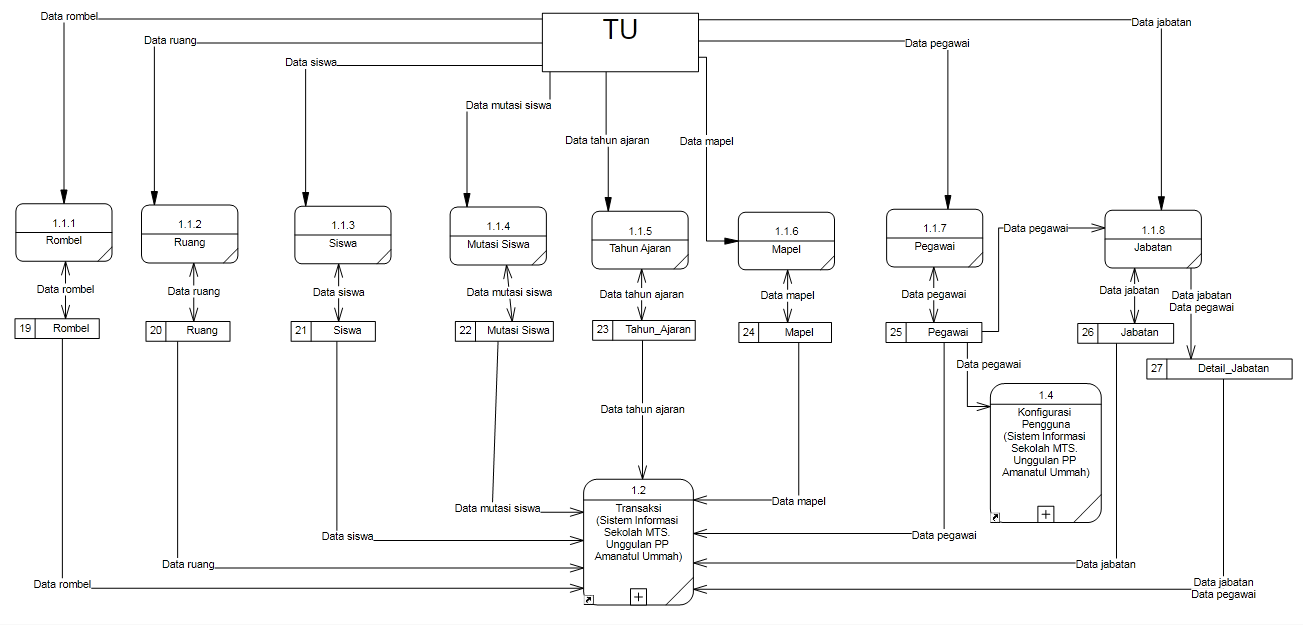 Data rombel
TU
Data jabatan
Data ruang
Data pegawai
Data siswa
Data mutasi siswa
Data tahun ajaran
Data mapel
1.1.1
Rombel
1.1.2
Ruang
1.1.3
Siswa
1.1.4
Mutasi Siswa
1.1.5
Tahun Ajaran
1.1.6
Mapel
1.1.7
Pegawai
Data pegawai
1.1.8
Jabatan
Data rombel
Data ruang
Data siswa
Data mutasi siswa
Data tahun ajaran
Data mapel
Data pegawai
Data jabatan
Data jabatan
Data pegawai
19 Rombel
20 Ruang
21 Siswa
22 Mutasi Siswa
23 Tahun_Ajaran
24 Mapel
25 Pegawai
26 Jabatan
27 Detail_Jabatan
Data pegawai
1.4
Konfigurasi
Pengguna
(Sistem Informasi
Sekolah MTS.
Unggulan PP
Amanatul Ummah)
Data tahun ajaran
1.2
Transaksi
(Sistem Informasi
Sekolah MTS.
Unggulan PP
Amanatul Ummah)
Data mutasi siswa
Data mapel
Data siswa
Data pegawai
Data ruang
Data jabatan
Data rombel
Data jabatan
Data pegawai